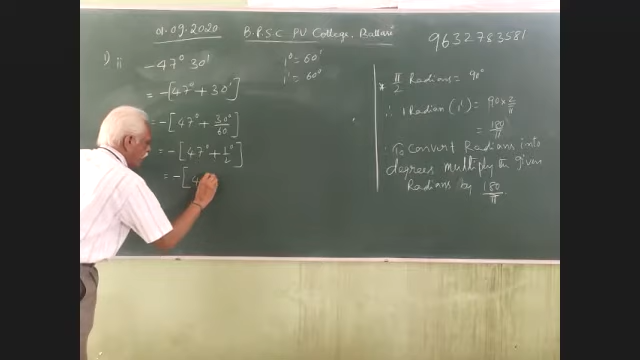 01.09.2020
B.P.S.C PU College, Rattari
9632783581
1) ii
-47° 30'
= -[47° + 30']
= -[47° + 30°/60]
= -[47° + 1°/2]
= -[4
1° = 60'
1' = 60"
* π/2 Radians = 90°
∴ 1 Radian (1ᶜ) = 90 × 2/π
= 180°/π
∴ To Convert Radians into
degrees multiply the given
Radians by 180/π.